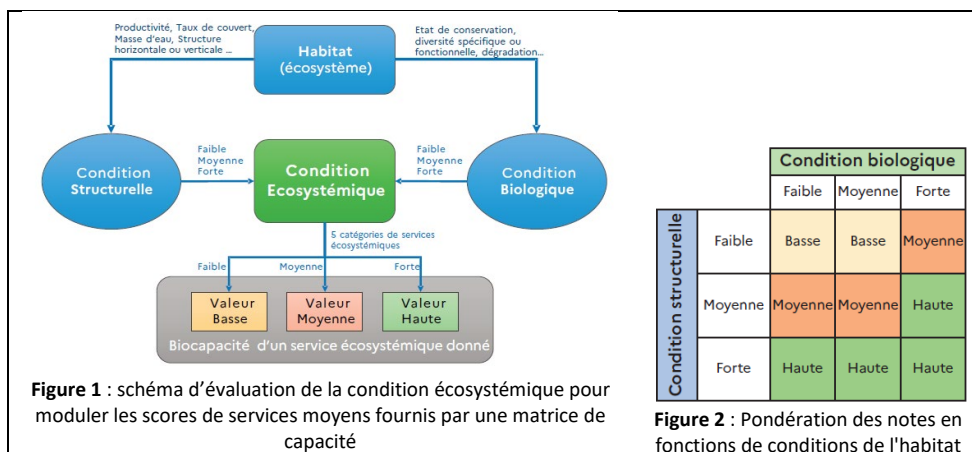 Productivité, Taux de couvert,
Masse d'eau, Structure
horizontale ou verticale ...
Habitat
(écosystème)
Etat de conservation,
diversité spécifique ou
fonctionnelle, dégradation...
Condition
Structurelle
Faible
Moyenne
Forte
Condition
Ecosystémique
Faible
Moyenne
Forte
Condition
Biologique
5 catégories de services
écosystémiques
Faible
Moyenne
Forte
Valeur
Basse
Valeur
Moyenne
Valeur
Haute
Biocapacité d'un service écosystémique donné
Figure 1 : schéma d'évaluation de la condition écosystémique pour
moduler les scores de services moyens fournis par une matrice de
capacité
Condition biologique
Faible Moyenne Forte
Condition structurelle
Faible Basse Basse Moyenne
Moyenne Moyenne Moyenne Haute
Forte Haute Haute Haute
Figure 2 : Pondération des notes en
fonctions de conditions de l'habitat